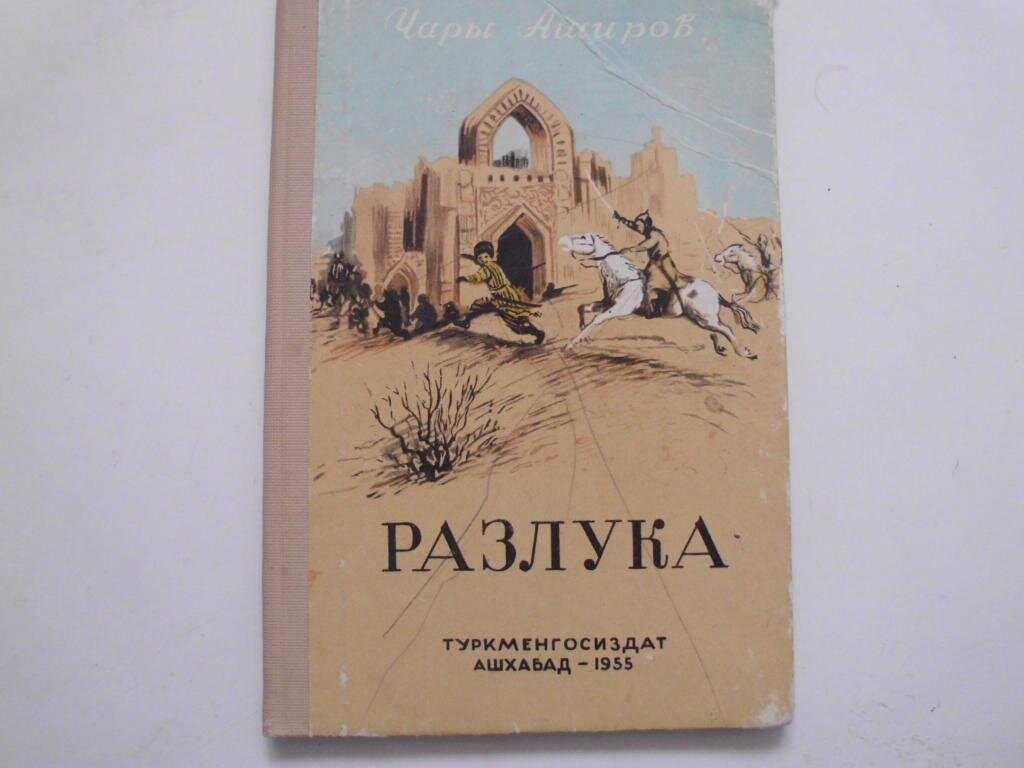 Чары Аширов
РАЗЛУКА
ТУРКМЕНГОСИЗДАТ
АШХАБАД - 1955